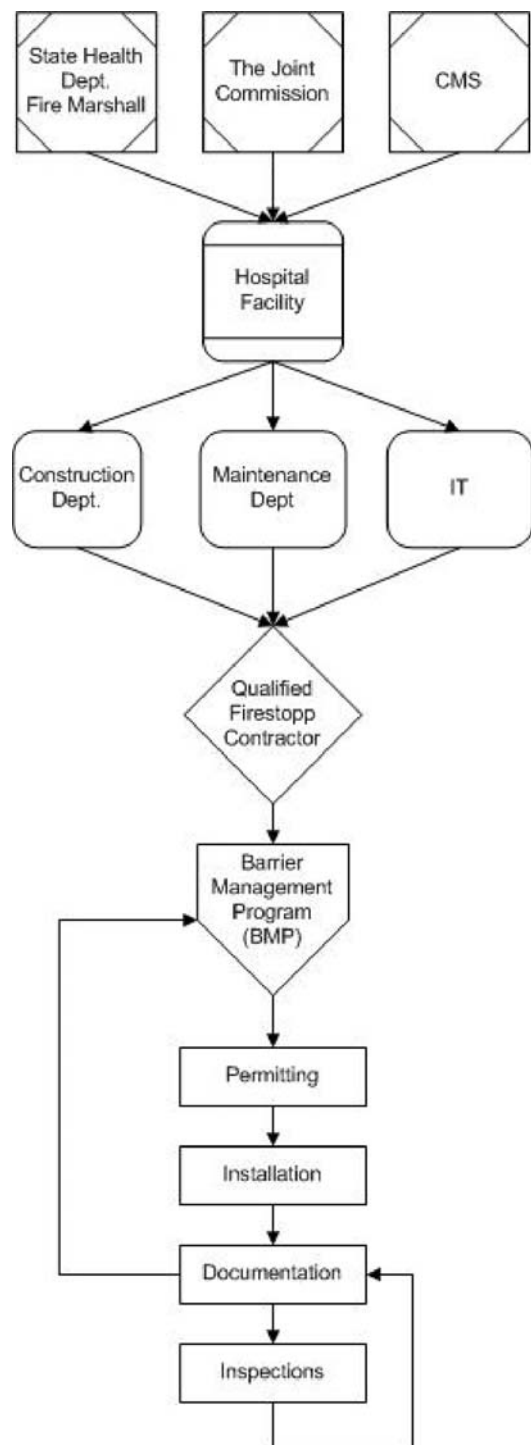 State Health
Dept.
Fire Marshall
The Joint
Commission
CMS
Hospital
Facility
Construction
Dept.
Maintenance
Dept
IT
Qualified
Firestopp
Contractor
Barrier
Management
Program
(BMP)
Permitting
Installation
Documentation
Inspections